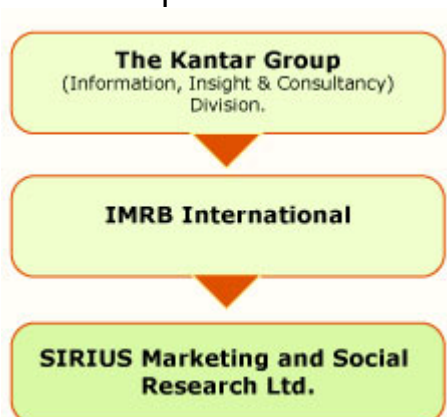 The Kantar Group
(Information, Insight & Consultancy)
Division.
IMRB International
SIRIUS Marketing and Social
Research Ltd.